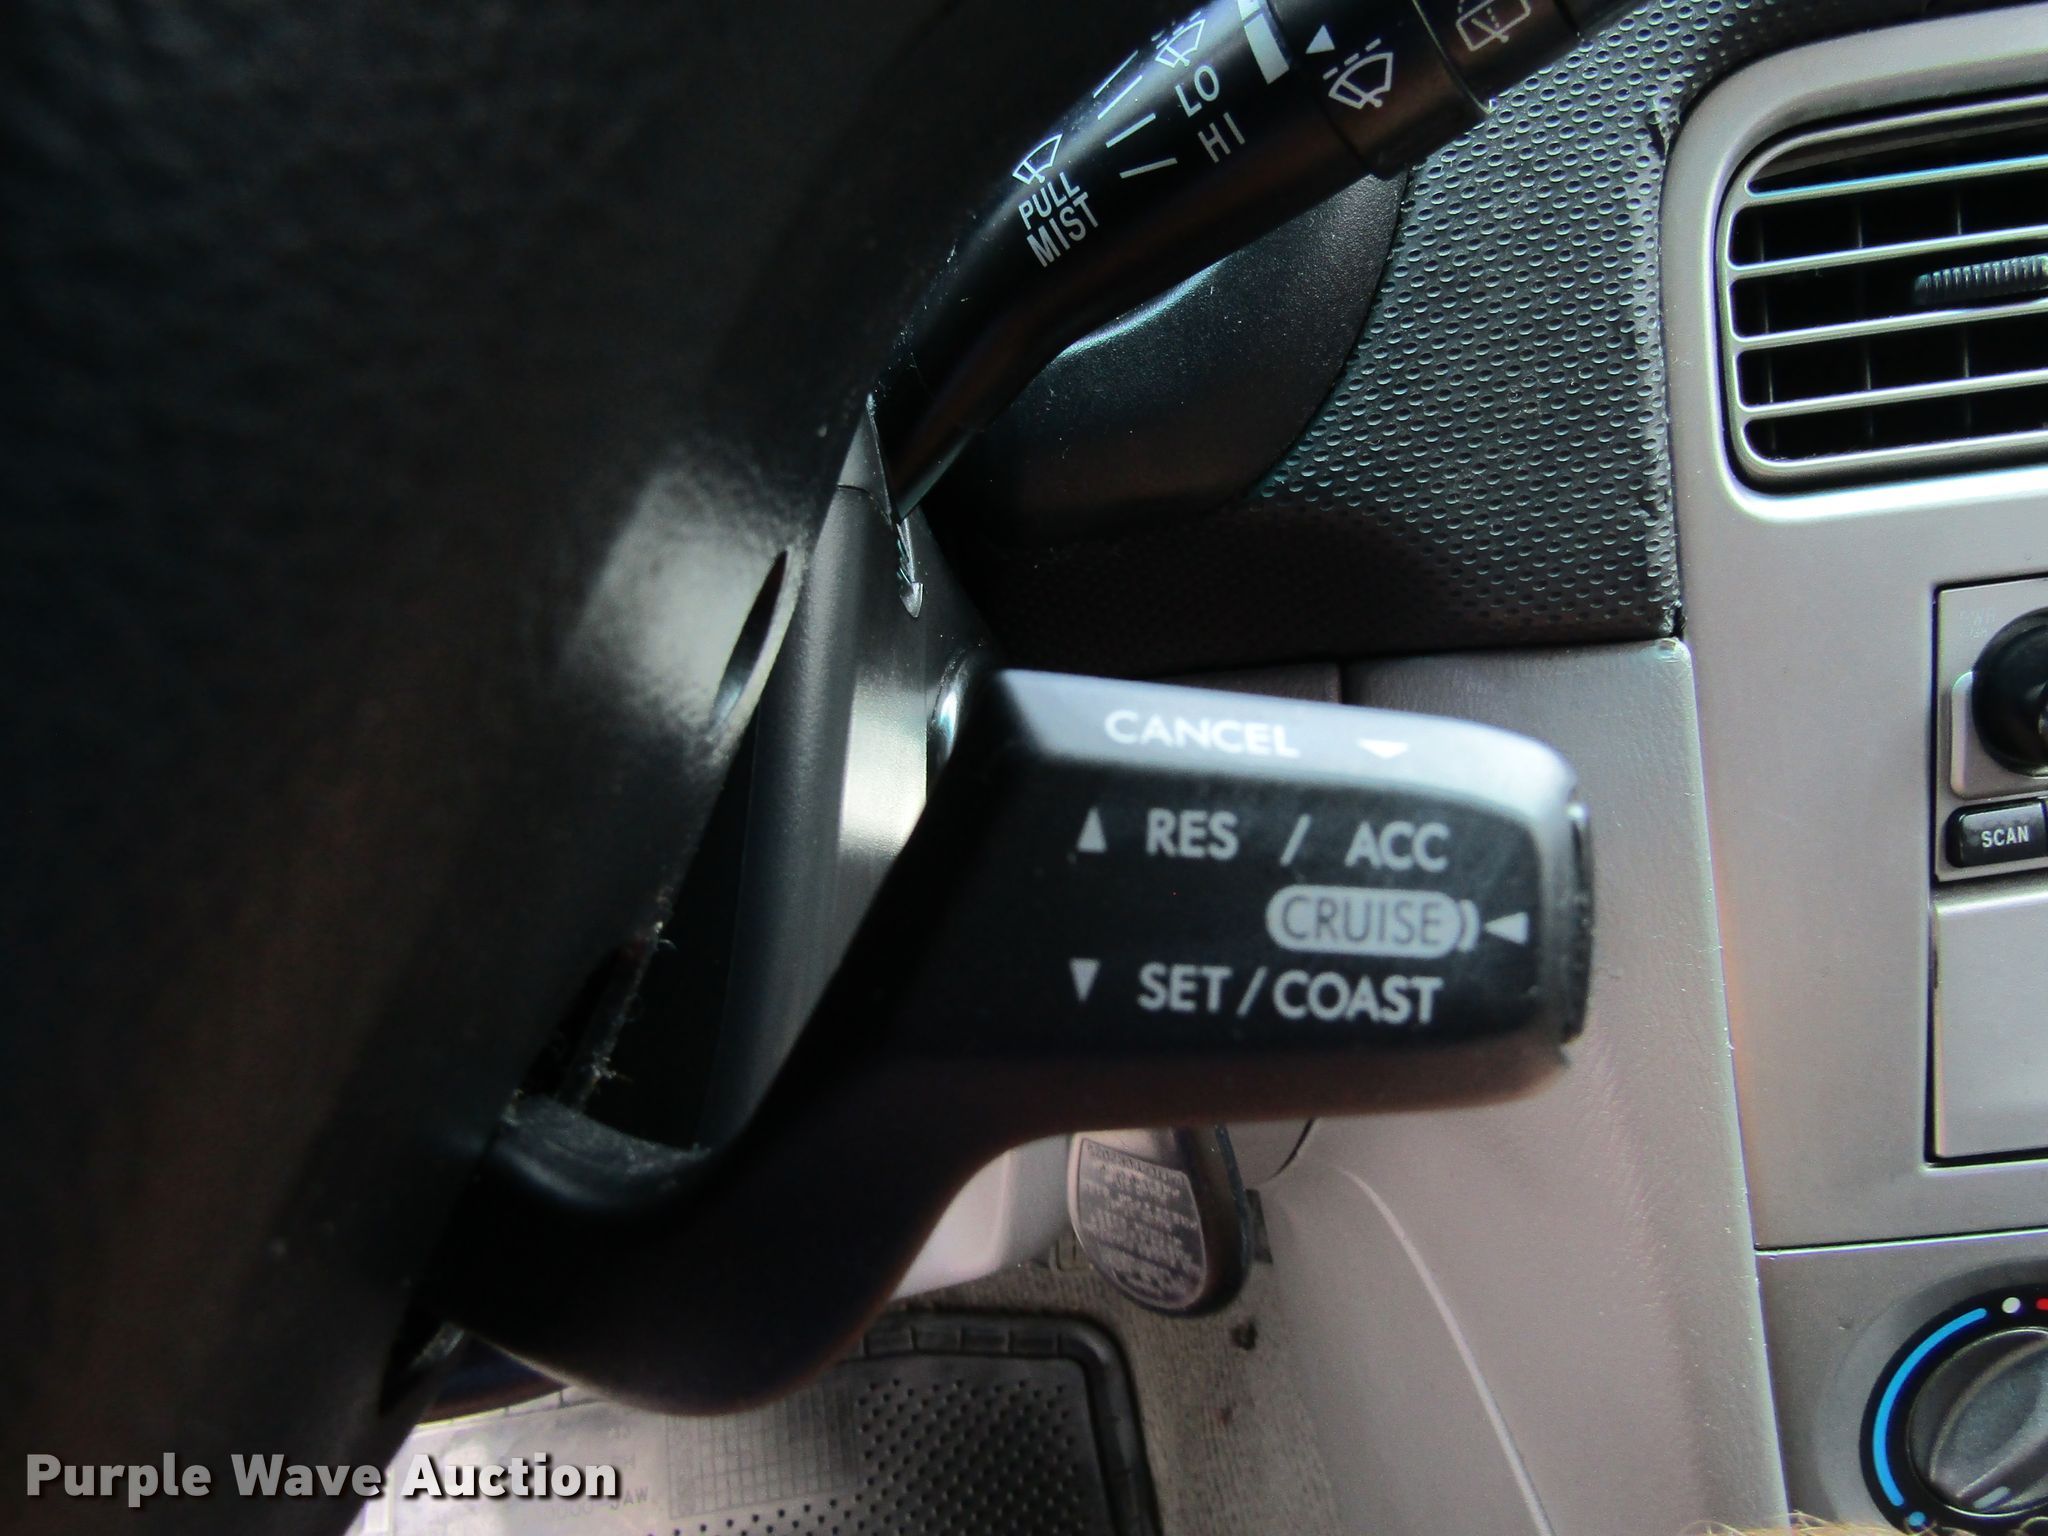 LO
HI
PULL
MIST
CANCEL
RES / ACC
CRUISE
SET/COAST
SCAN
Purple Wave Auction